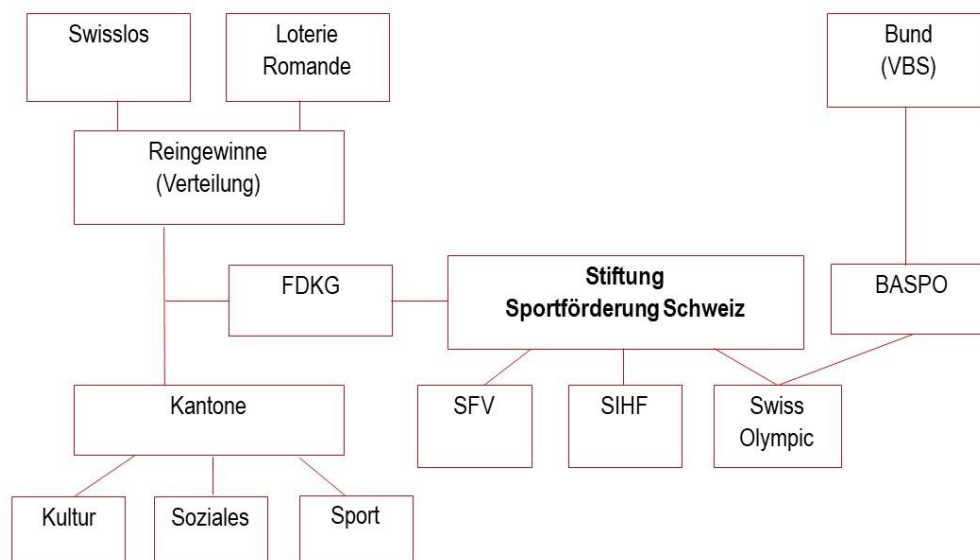 Swisslos
Loterie
Romande
Bund
(VBS)
Reingewinne
(Verteilung)
FDKG
Stiftung
Sportförderung Schweiz
BASPO
Kantone
SFV
SIHF
Swiss
Olympic
Kultur
Soziales
Sport